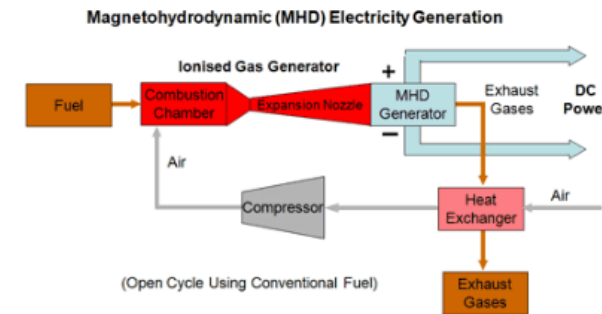 Magnetohydrodynamic (MHD) Electricity Generation
Ionised Gas Generator
Fuel
Combustion
Chamber
Expansion Nozzle
+
MHD
Generator
−
Exhaust
Gases
DC
Power
Air
Compressor
Heat
Exchanger
Air
(Open Cycle Using Conventional Fuel)
Exhaust
Gases